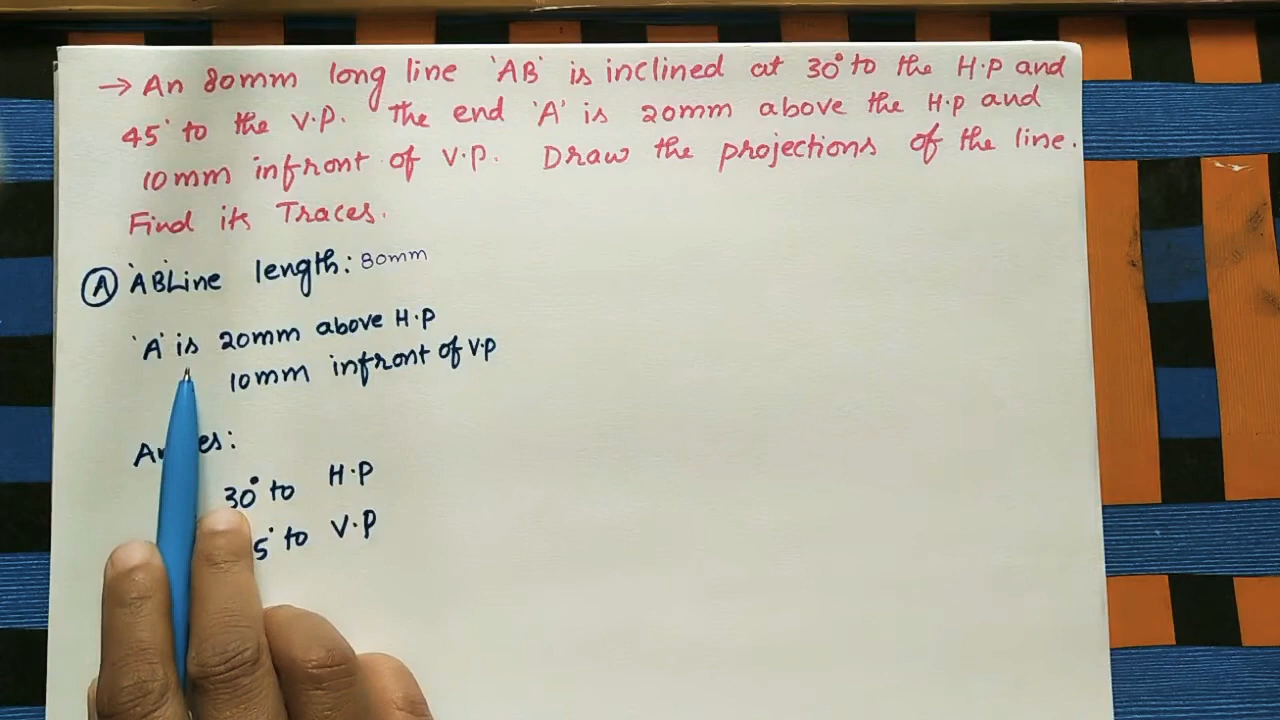 → An 80mm long line 'AB' is inclined at 30° to the H.P and
45° to the V.P. The end 'A' is 20mm above the H.P and
10mm infront of V.P. Draw the projections of the line.
Find its Traces.
Ⓐ 'AB' Line length: 80mm
'A' is 20mm above H.P
10mm infront of V.P
30° to H.P
to V.P